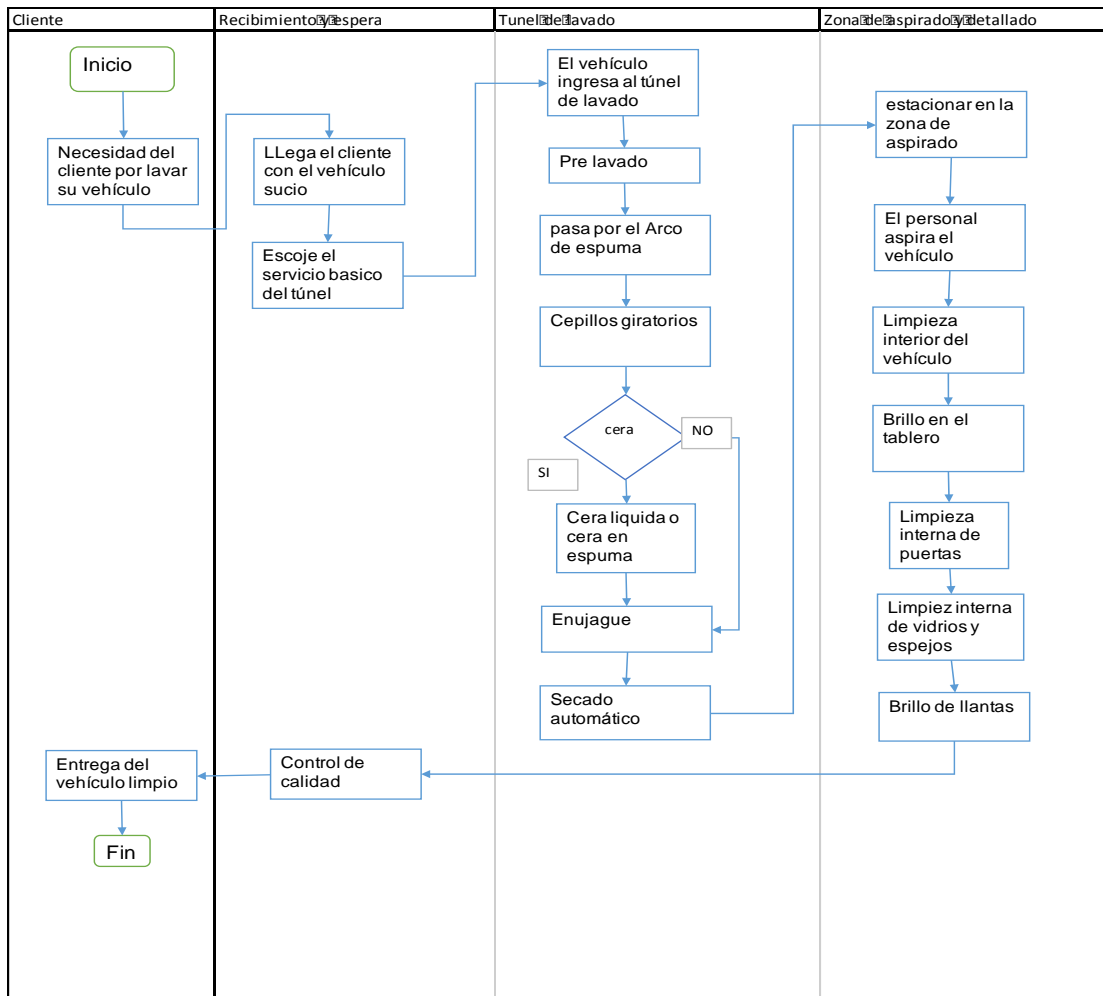 Cliente
Recibimiento y espera
Tunel de lavado
Zona de aspirado y detallado
Inicio
Necesidad del
cliente por lavar
su vehículo
LLega el cliente
con el vehículo
sucio
Escoje el
servicio basico
del túnel
El vehículo
ingresa al túnel
de lavado
Pre lavado
pasa por el Arco
de espuma
Cepillos giratorios
cera
NO
SI
Cera liquida o
cera en
espuma
Enujague
Secado
automático
estacionar en la
zona de
aspirado
El personal
aspira el
vehículo
Limpieza
interior del
vehículo
Brillo en el
tablero
Limpieza
interna de
puertas
Limpiez interna
de vidrios y
espejos
Brillo de llantas
Control de
calidad
Entrega del
vehículo limpio
Fin